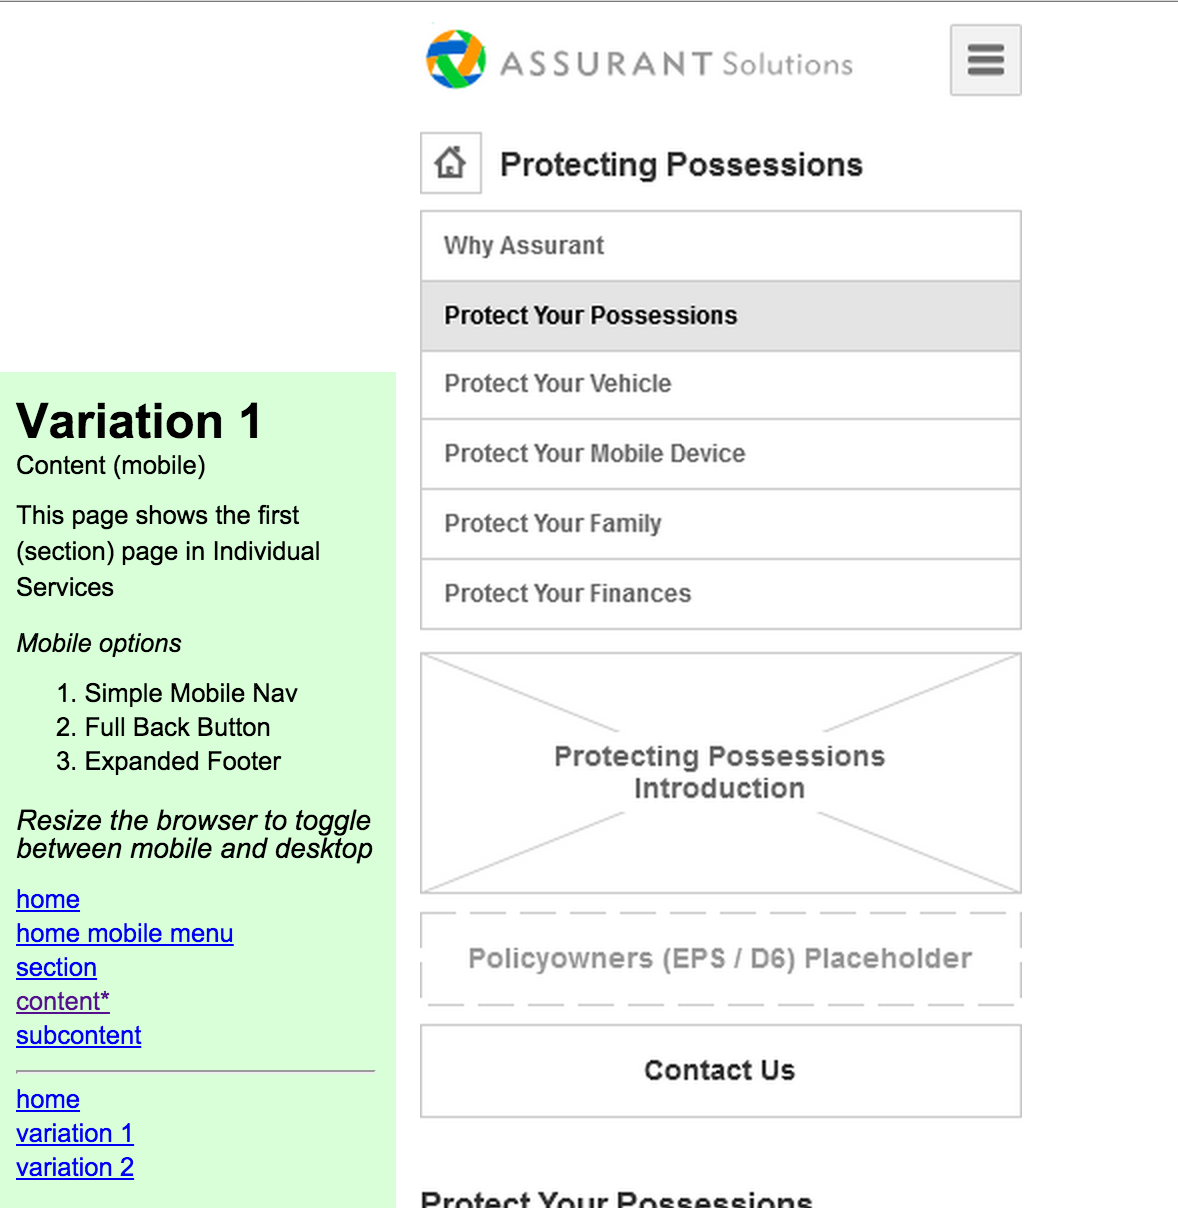 ASSURANT Solutions
Protecting Possessions
Why Assurant
Protect Your Possessions
Protect Your Vehicle
Protect Your Mobile Device
Protect Your Family
Protect Your Finances
Protecting Possessions
Introduction
Policyowners (EPS / D6) Placeholder
Contact Us
Protect Your Possessions
Variation 1
Content (mobile)
This page shows the first
(section) page in Individual
Services
Mobile options
1. Simple Mobile Nav
2. Full Back Button
3. Expanded Footer
Resize the browser to toggle
between mobile and desktop
home
home mobile menu
section
content*
subcontent
home
variation 1
variation 2